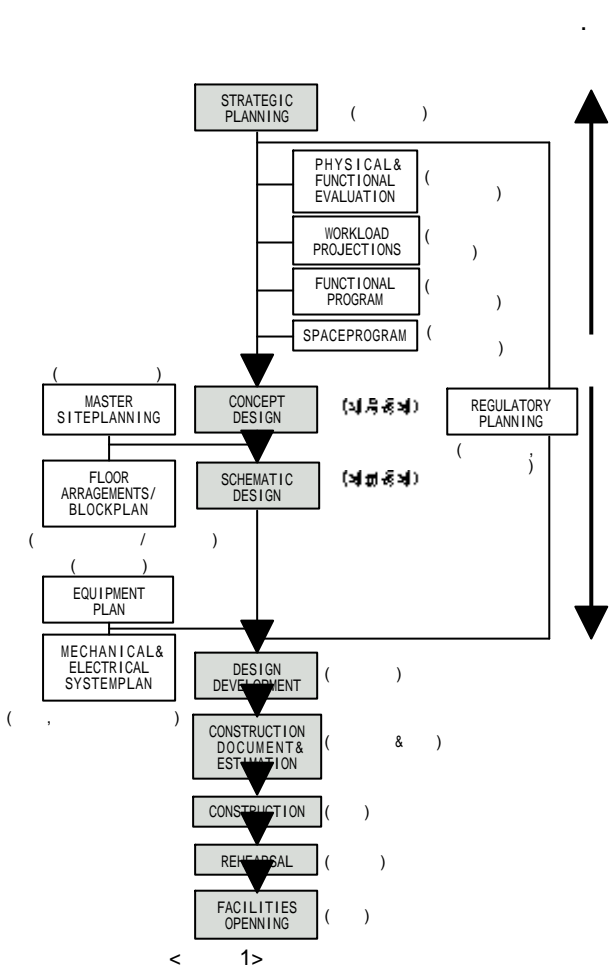 STRATEGIC
PLANNING
( )
PHYSICAL&
FUNCTIONAL
EVALUATION
( )
WORKLOAD
PROJECTIONS
( )
FUNCTIONAL
PROGRAM
( )
SPACEPROGRAM
( )
( )
MASTER
SITEPLANNING
CONCEPT
DESIGN
REGULATORY
PLANNING
( , )
FLOOR
ARRAGEMENTS/
BLOCKPLAN
( / )
SCHEMATIC
DESIGN
( )
EQUIPMENT
PLAN
MECHANICAL&
ELECTRICAL
SYSTEMPLAN
( , )
DESIGN
DEVELOPMENT
( )
CONSTRUCTION
DOCUMENT&
ESTIMATION
( & )
CONSTRUCTION
( )
REHEARSAL
( )
FACILITIES
OPENNING
( )
< 1>